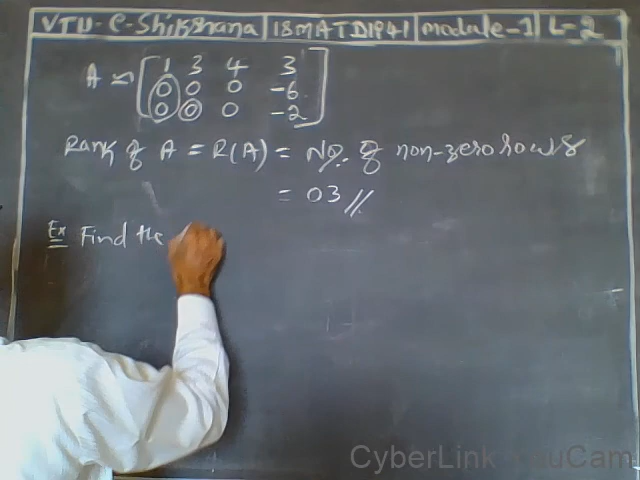 VTU-e-Shikshana 18MATDI941 module-1 L-2
1 3 4 3
A ≈ 0 0 0 -6
0 0 0 -2
Rank of A = R(A) = No. of non-zero rows
= 03 //
Ex Find the
CyberLink YouCam